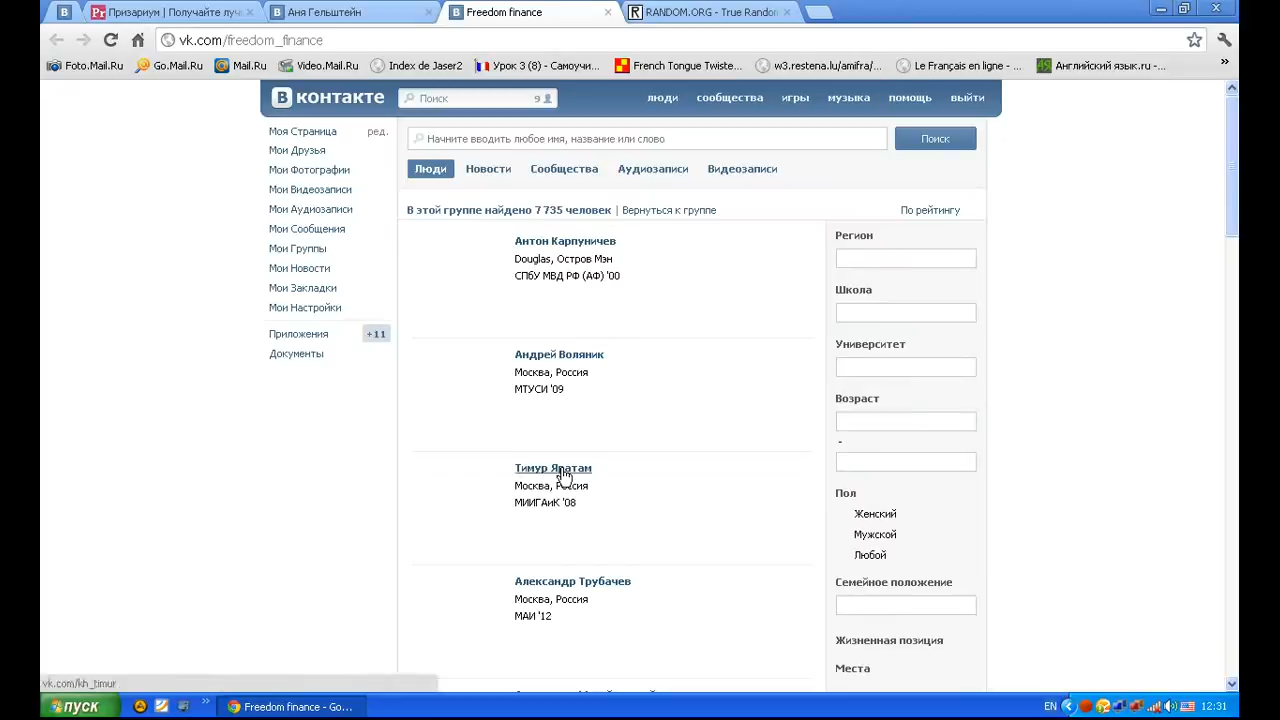 Призариум | Получайте лучш
Аня Гельштейн
Freedom finance
RANDOM.ORG - True Random
vk.com/freedom_finance
Foto.Mail.Ru
Go.Mail.Ru
Mail.Ru
Video.Mail.Ru
Index de Jaser2
Урок 3 (8) - Самоучи...
French Tongue Twiste...
w3.restena.lu/amifra/...
Le Français en ligne - ...
Английский язык.ru - ...
В контакте
Поиск
9
люди
сообщества
игры
музыка
помощь
выйти
Моя Страница
ред.
Мои Друзья
Мои Фотографии
Мои Видеозаписи
Мои Аудиозаписи
Мои Сообщения
Мои Группы
Мои Новости
Мои Закладки
Мои Настройки
Приложения
+11
Документы
Начните вводить любое имя, название или слово
Поиск
Люди
Новости
Сообщества
Аудиозаписи
Видеозаписи
В этой группе найдено 7 735 человек | Вернуться к группе
По рейтингу
Антон Карпуничев
Douglas, Остров Мэн
СПбУ МВД РФ (АФ) '00
Андрей Воляник
Москва, Россия
МТУСИ '09
Тимур
Москва, Россия
МИИГАиК '08
Александр Трубачев
Москва, Россия
МАИ '12
Регион
Школа
Университет
Возраст
-
Пол
Женский
Мужской
Любой
Семейное положение
Жизненная позиция
Места
vk.com/kh_timur
пуск
Freedom finance - Go...
EN
12:31